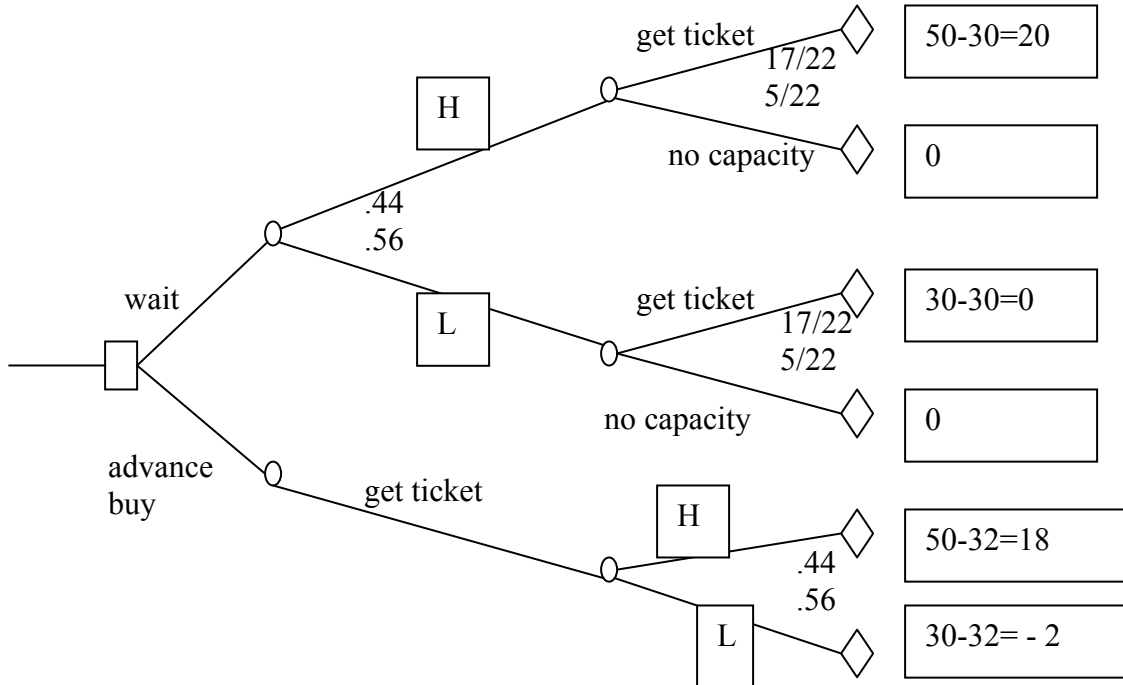 get ticket
17/22
5/22
50-30=20
H
no capacity
0
.44
.56
wait
L
get ticket
17/22
5/22
30-30=0
no capacity
0
advance
buy
get ticket
H
.44
.56
50-32=18
L
30-32= - 2